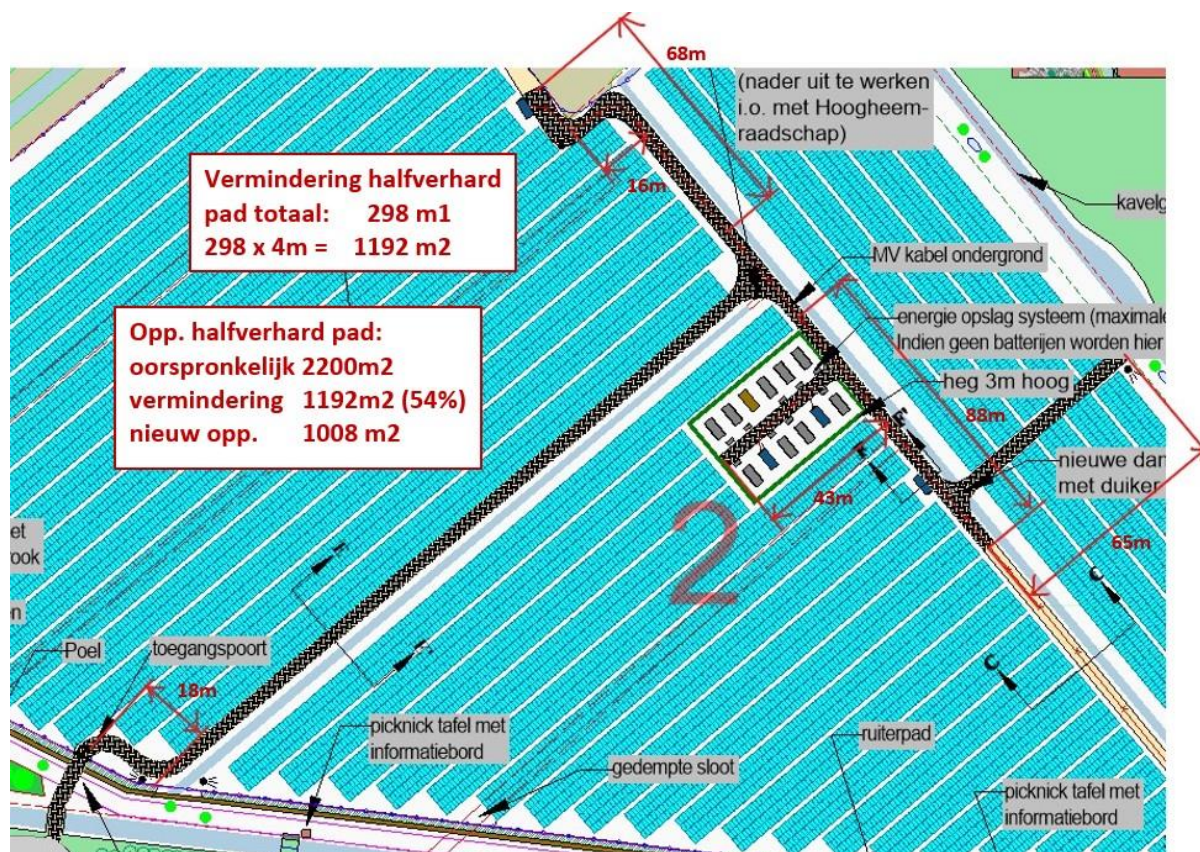 68m
(nader uit te werken
i.o. met Hoogheem-
raadschap)
16m
Vermindering halfverhard
pad totaal: 298 m1
298 x 4m = 1192 m2
kavelg
MV kabel ondergrond
Opp. halfverhard pad:
oorspronkelijk 2200m2
vermindering 1192m2 (54%)
nieuw opp. 1008 m2
energie opslag systeem (maximale
Indien geen batterijen worden hier
heg 3m hoog
88m
E
E
nieuwe dan
met duiker
43m
2
65m
et
ook
en
F
F
C
C
Poel
toegangspoort
18m
picknick tafel met
informatiebord
gedempte sloot
ruiterpad
picknick tafel met
informatiebord